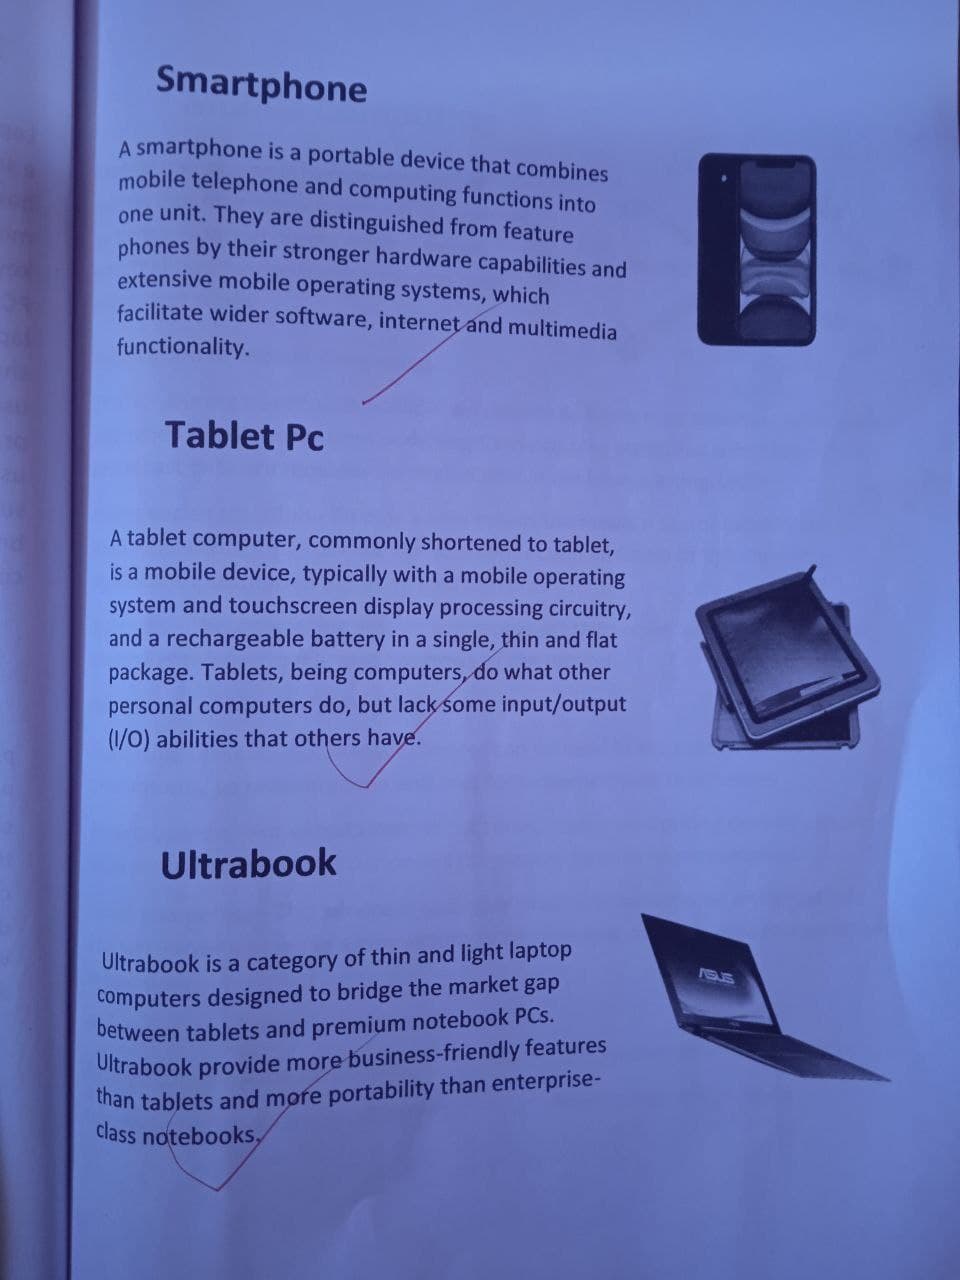 Smartphone
A smartphone is a portable device that combines
mobile telephone and computing functions into
one unit. They are distinguished from feature
phones by their stronger hardware capabilities and
extensive mobile operating systems, which
facilitate wider software, internet and multimedia
functionality.
Tablet Pc
A tablet computer, commonly shortened to tablet,
is a mobile device, typically with a mobile operating
system and touchscreen display processing circuitry,
and a rechargeable battery in a single, thin and flat
package. Tablets, being computers, do what other
personal computers do, but lack some input/output
(I/O) abilities that others have.
Ultrabook
Ultrabook is a category of thin and light laptop
computers designed to bridge the market gap
between tablets and premium notebook PCs.
Ultrabook provide more business-friendly features
than tablets and more portability than enterprise-
class notebooks.
ASUS